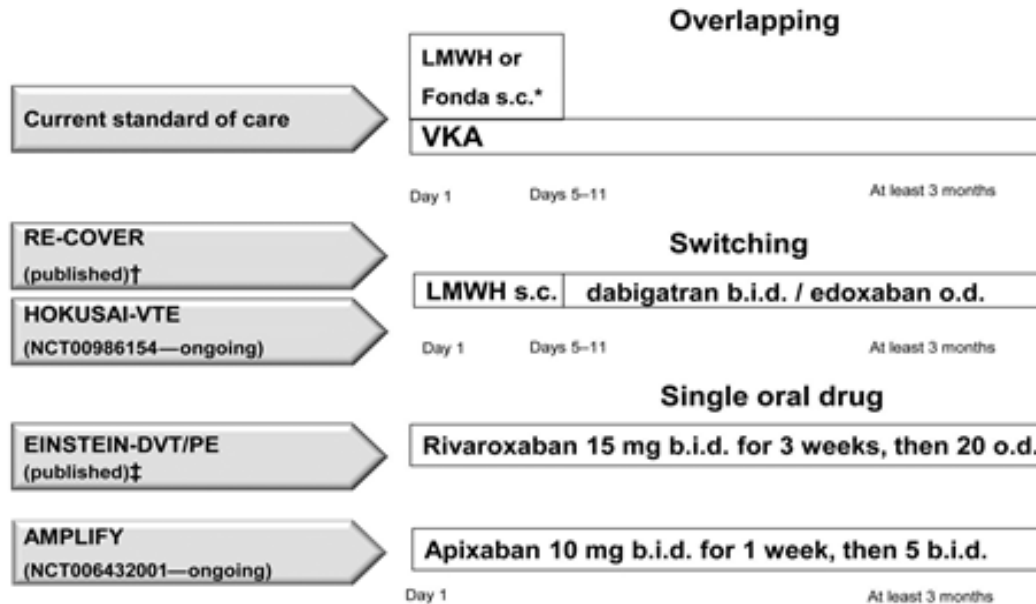 Overlapping
LMWH or
Fonda s.c.*
Current standard of care
VKA
Day 1 Days 5–11 At least 3 months
RE-COVER
(published)†
Switching
LMWH s.c. dabigatran b.i.d. / edoxaban o.d.
HOKUSAI-VTE
(NCT00986154—ongoing)
Day 1 Days 5–11 At least 3 months
Single oral drug
EINSTEIN-DVT/PE
(published)‡
Rivaroxaban 15 mg b.i.d. for 3 weeks, then 20 o.d.
AMPLIFY
(NCT006432001—ongoing)
Apixaban 10 mg b.i.d. for 1 week, then 5 b.i.d.
Day 1 At least 3 months